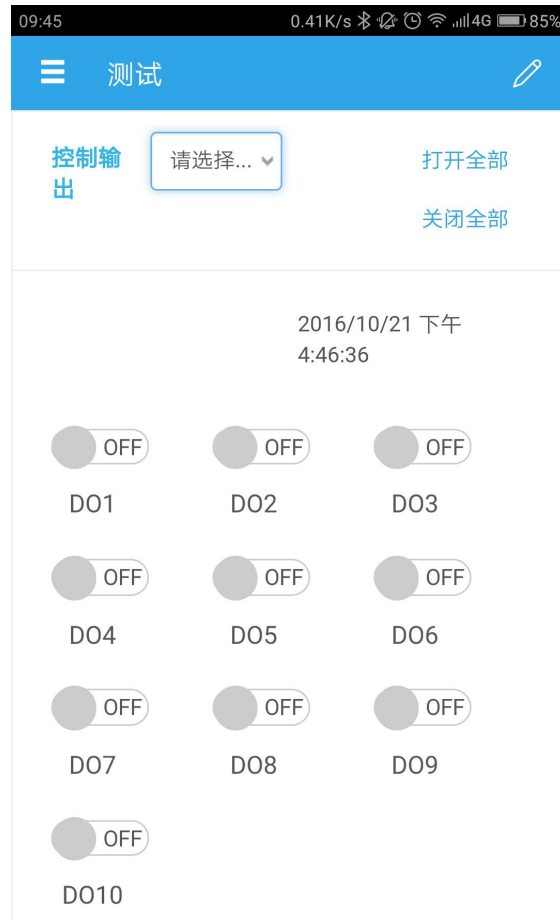 09:45 0.41K/s 4G 85%
测试
控制输
出
请选择...
打开全部
关闭全部
2016/10/21 下午
4:46:36
OFF OFF OFF
DO1 DO2 DO3
OFF OFF OFF
DO4 DO5 DO6
OFF OFF OFF
DO7 DO8 DO9
OFF
DO10